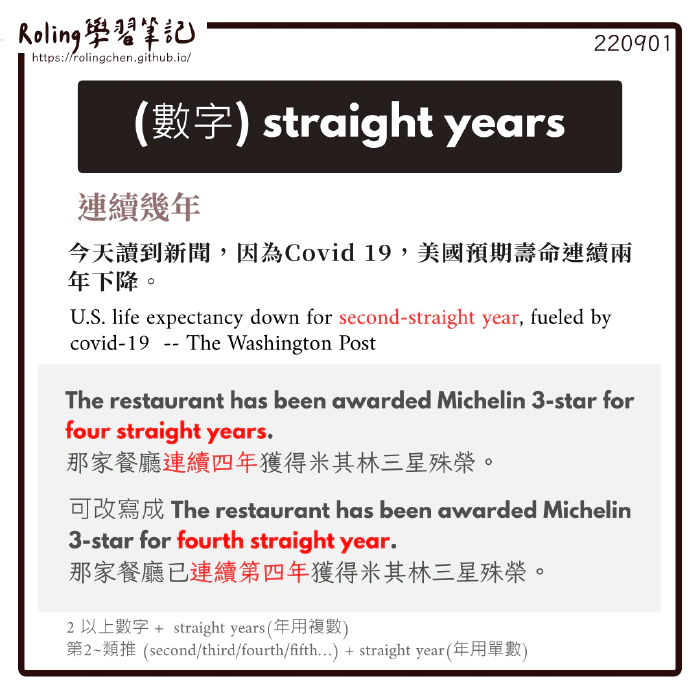 Roling學習筆記
https://rolingchen.github.io/
220901
(數字) straight years
連續幾年
今天讀到新聞，因為Covid 19，美國預期壽命連續兩
年下降。
U.S. life expectancy down for second-straight year, fueled by
covid-19 -- The Washington Post
The restaurant has been awarded Michelin 3-star for
four straight years.
那家餐廳連續四年獲得米其林三星殊榮。
可改寫成 The restaurant has been awarded Michelin
3-star for fourth straight year.
那家餐廳已連續第四年獲得米其林三星殊榮。
2 以上數字 + straight years(年用複數)
第2~類推 (second/third/fourth/fifth...) + straight year(年用單數)